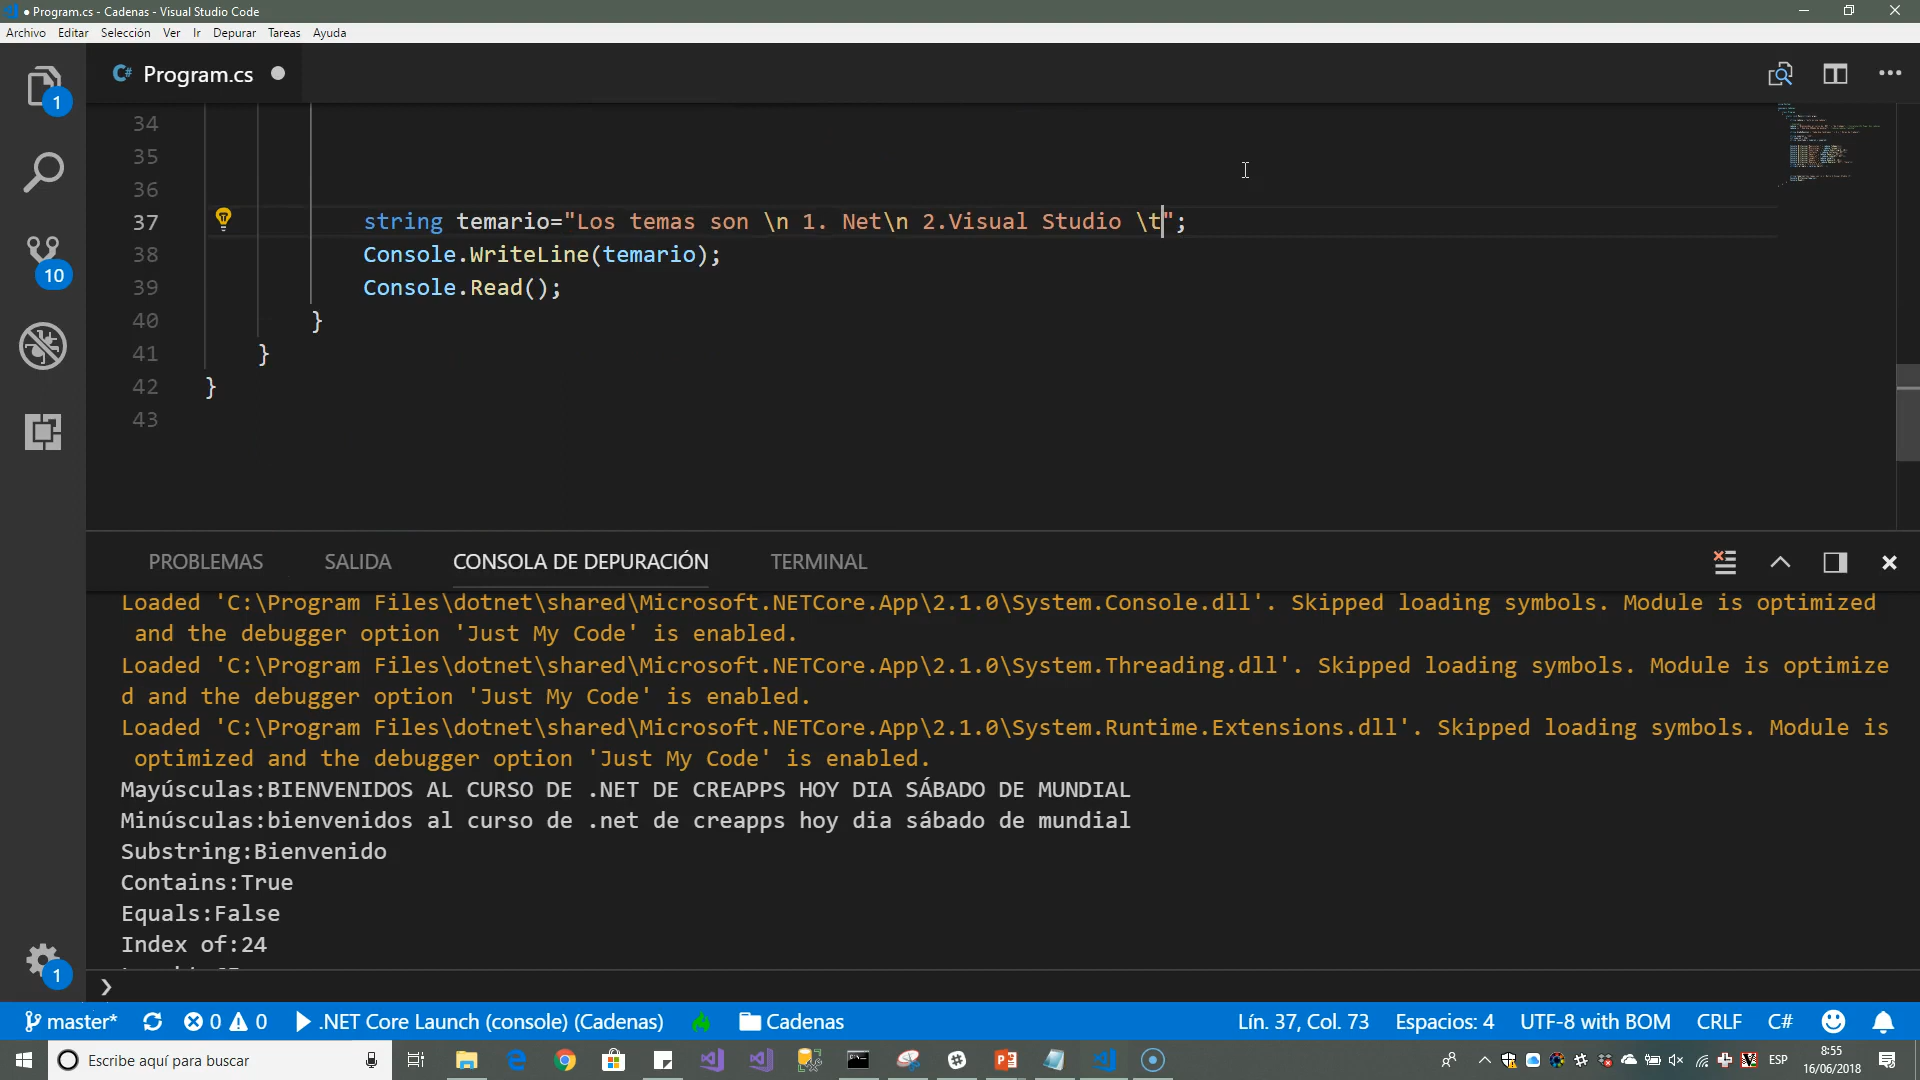 Program.cs - Cadenas - Visual Studio Code
Archivo Editar Selección Ver Ir Depurar Tareas Ayuda
Program.cs
34
35
36
37 string temario="Los temas son \n 1. Net\n 2.Visual Studio \t";
38 Console.WriteLine(temario);
39 Console.Read();
40 }
41 }
42 }
43
1
10
1
PROBLEMAS SALIDA CONSOLA DE DEPURACIÓN TERMINAL
Loaded 'C:\Program Files\dotnet\shared\Microsoft.NETCore.App\2.1.0\System.Console.dll'. Skipped loading symbols. Module is optimized
and the debugger option 'Just My Code' is enabled.
Loaded 'C:\Program Files\dotnet\shared\Microsoft.NETCore.App\2.1.0\System.Threading.dll'. Skipped loading symbols. Module is optimize
d and the debugger option 'Just My Code' is enabled.
Loaded 'C:\Program Files\dotnet\shared\Microsoft.NETCore.App\2.1.0\System.Runtime.Extensions.dll'. Skipped loading symbols. Module is
optimized and the debugger option 'Just My Code' is enabled.
Mayúsculas:BIENVENIDOS AL CURSO DE .NET DE CREAPPS HOY DIA SÁBADO DE MUNDIAL
Minúsculas:bienvenidos al curso de .net de creapps hoy dia sábado de mundial
Substring:Bienvenido
Contains:True
Equals:False
Index of:24
master* 0 0 .NET Core Launch (console) (Cadenas) Cadenas Lín. 37, Col. 73 Espacios: 4 UTF-8 with BOM CRLF C#
Escribe aquí para buscar
ESP
8:55
16/06/2018